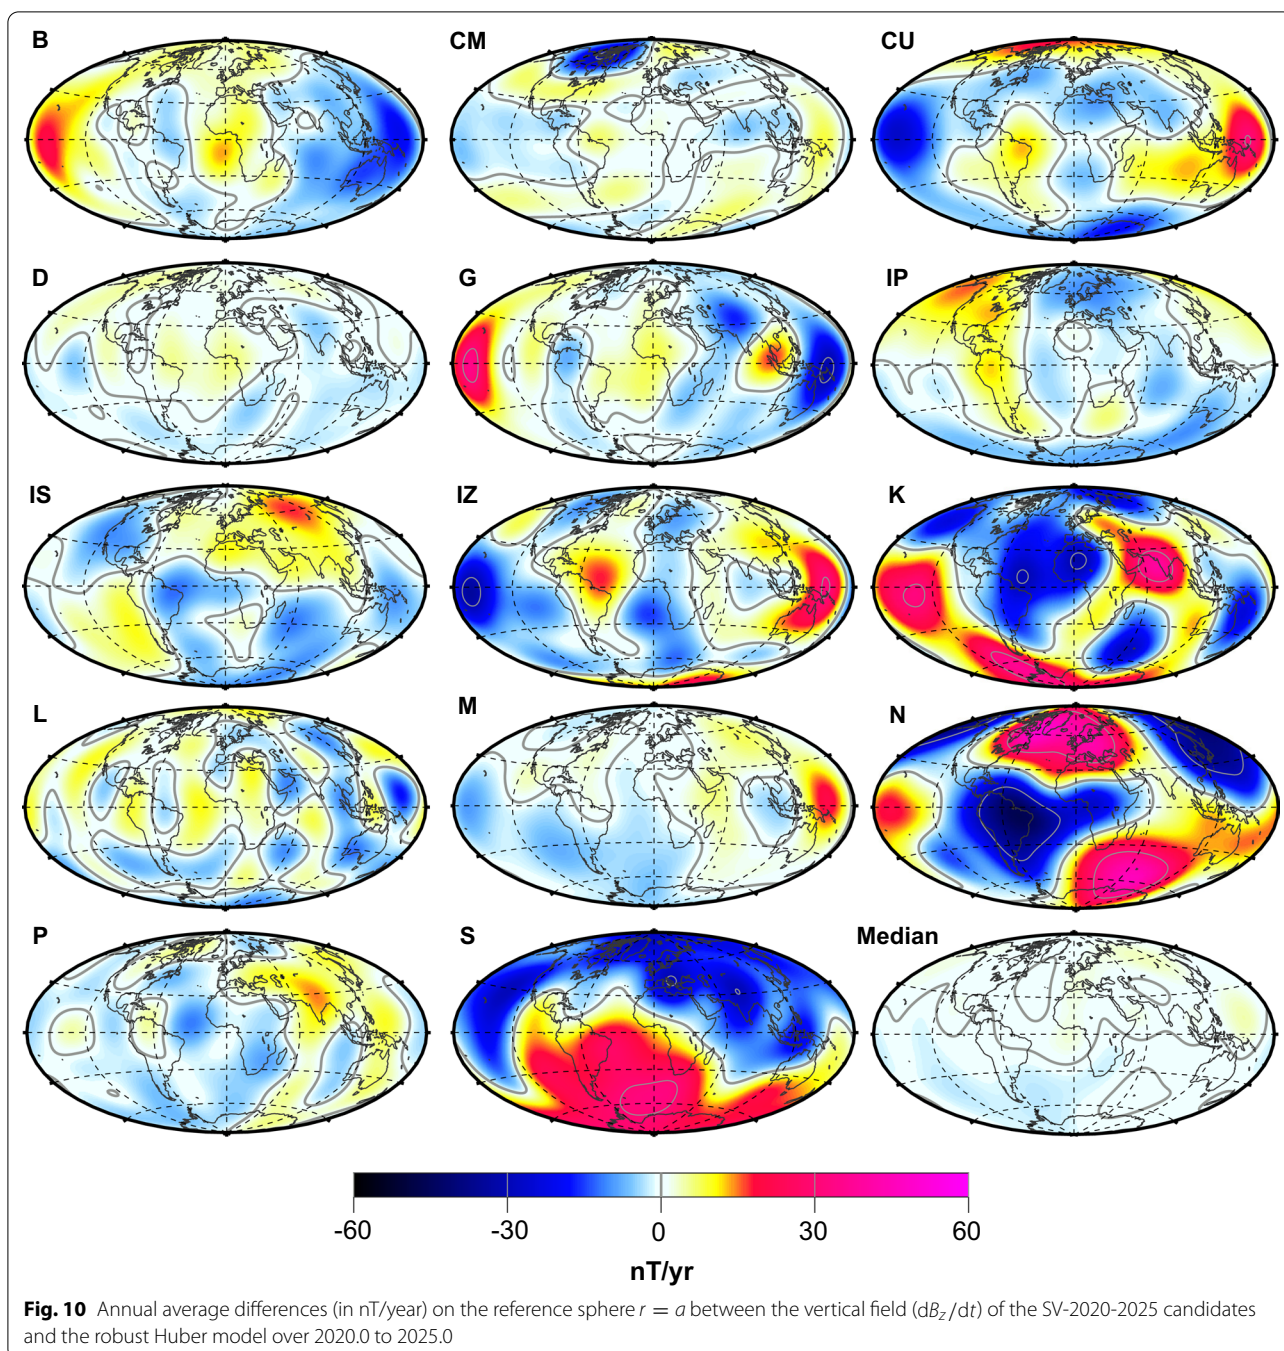 B
CM
CU
D
G
IP
IS
IZ
K
L
M
N
P
S
Median
-60
-30
0
30
60
nT/yr
Fig. 10 Annual average differences (in nT/year) on the reference sphere r = a between the vertical field (dBz/dt) of the SV-2020-2025 candidates
and the robust Huber model over 2020.0 to 2025.0